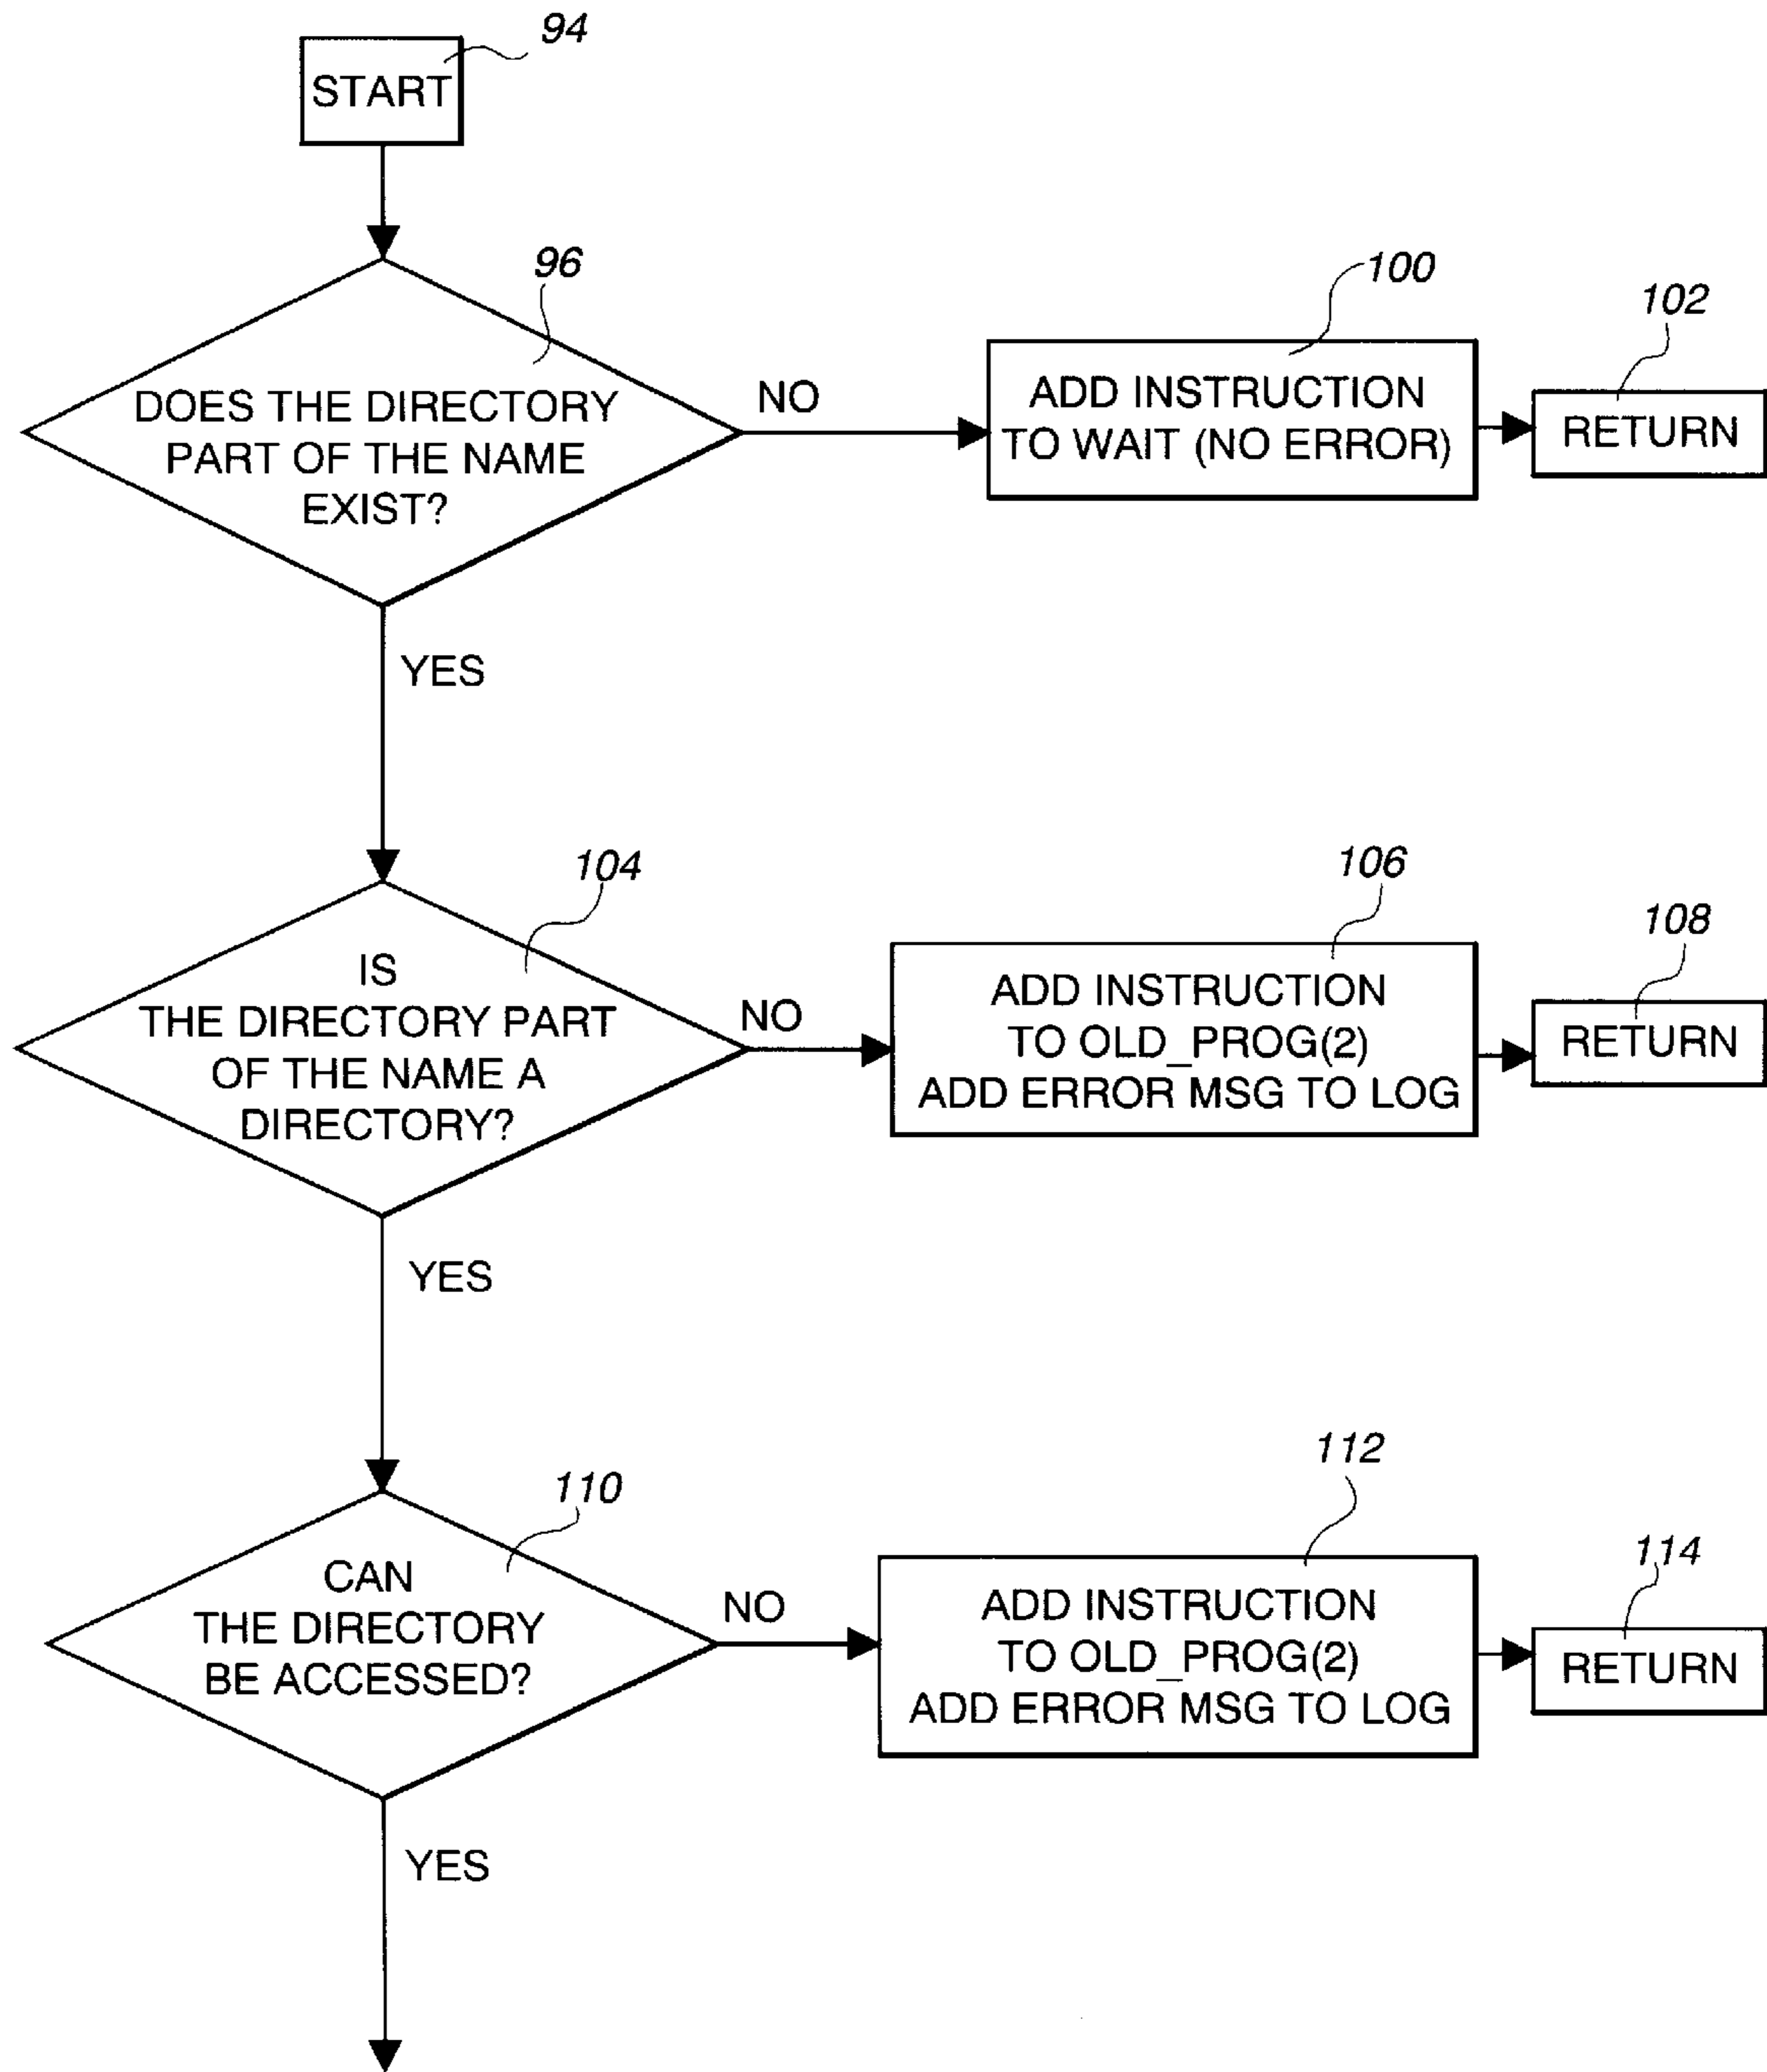 94
START
96
DOES THE DIRECTORY
PART OF THE NAME
EXIST?
NO
100
ADD INSTRUCTION
TO WAIT (NO ERROR)
102
RETURN
YES
104
IS
THE DIRECTORY PART
OF THE NAME A
DIRECTORY?
NO
106
ADD INSTRUCTION
TO OLD_PROG(2)
ADD ERROR MSG TO LOG
108
RETURN
YES
110
CAN
THE DIRECTORY
BE ACCESSED?
NO
112
ADD INSTRUCTION
TO OLD_PROG(2)
ADD ERROR MSG TO LOG
114
RETURN
YES